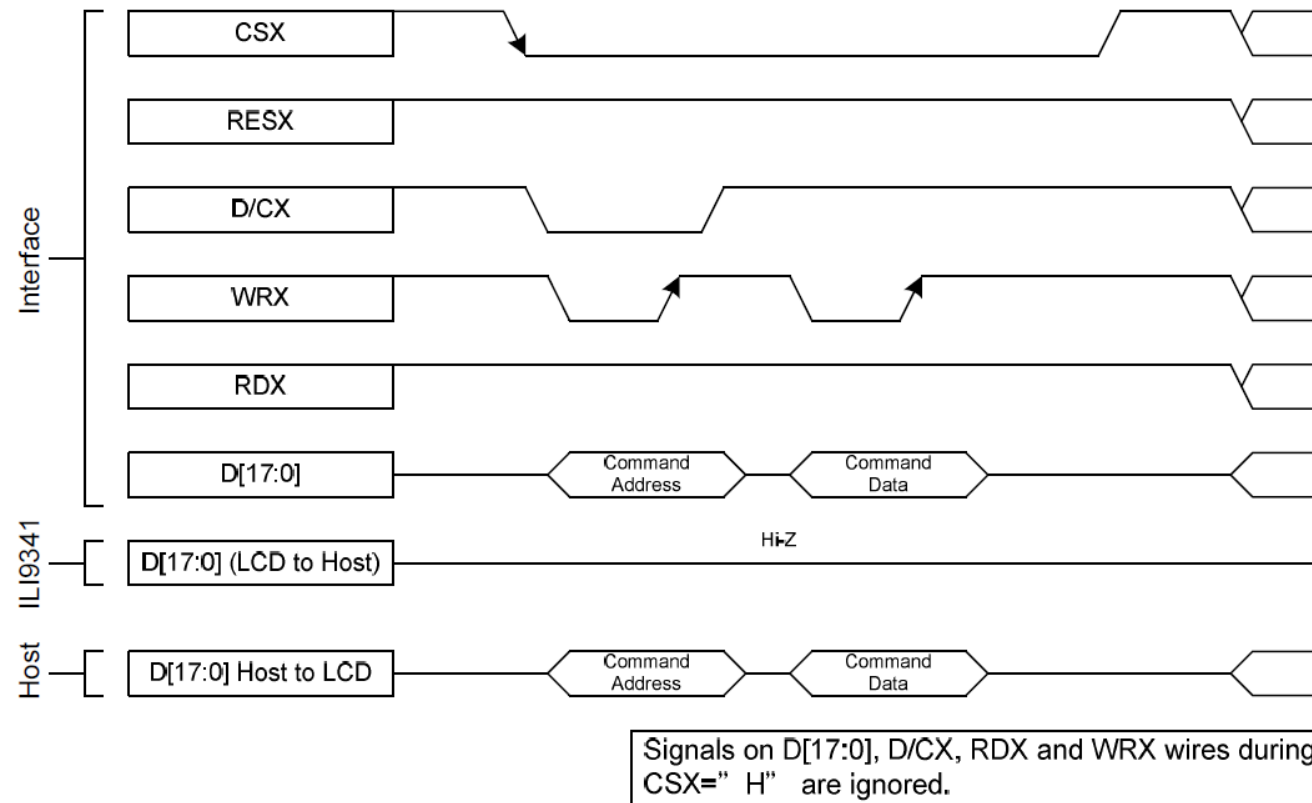 Interface
CSX
RESX
D/CX
WRX
RDX
D[17:0]
Command
Address
Command
Data
ILI9341
D[17:0] (LCD to Host)
Hi-Z
Host
D[17:0] Host to LCD
Command
Address
Command
Data
Signals on D[17:0], D/CX, RDX and WRX wires during
CSX=” H” are ignored.